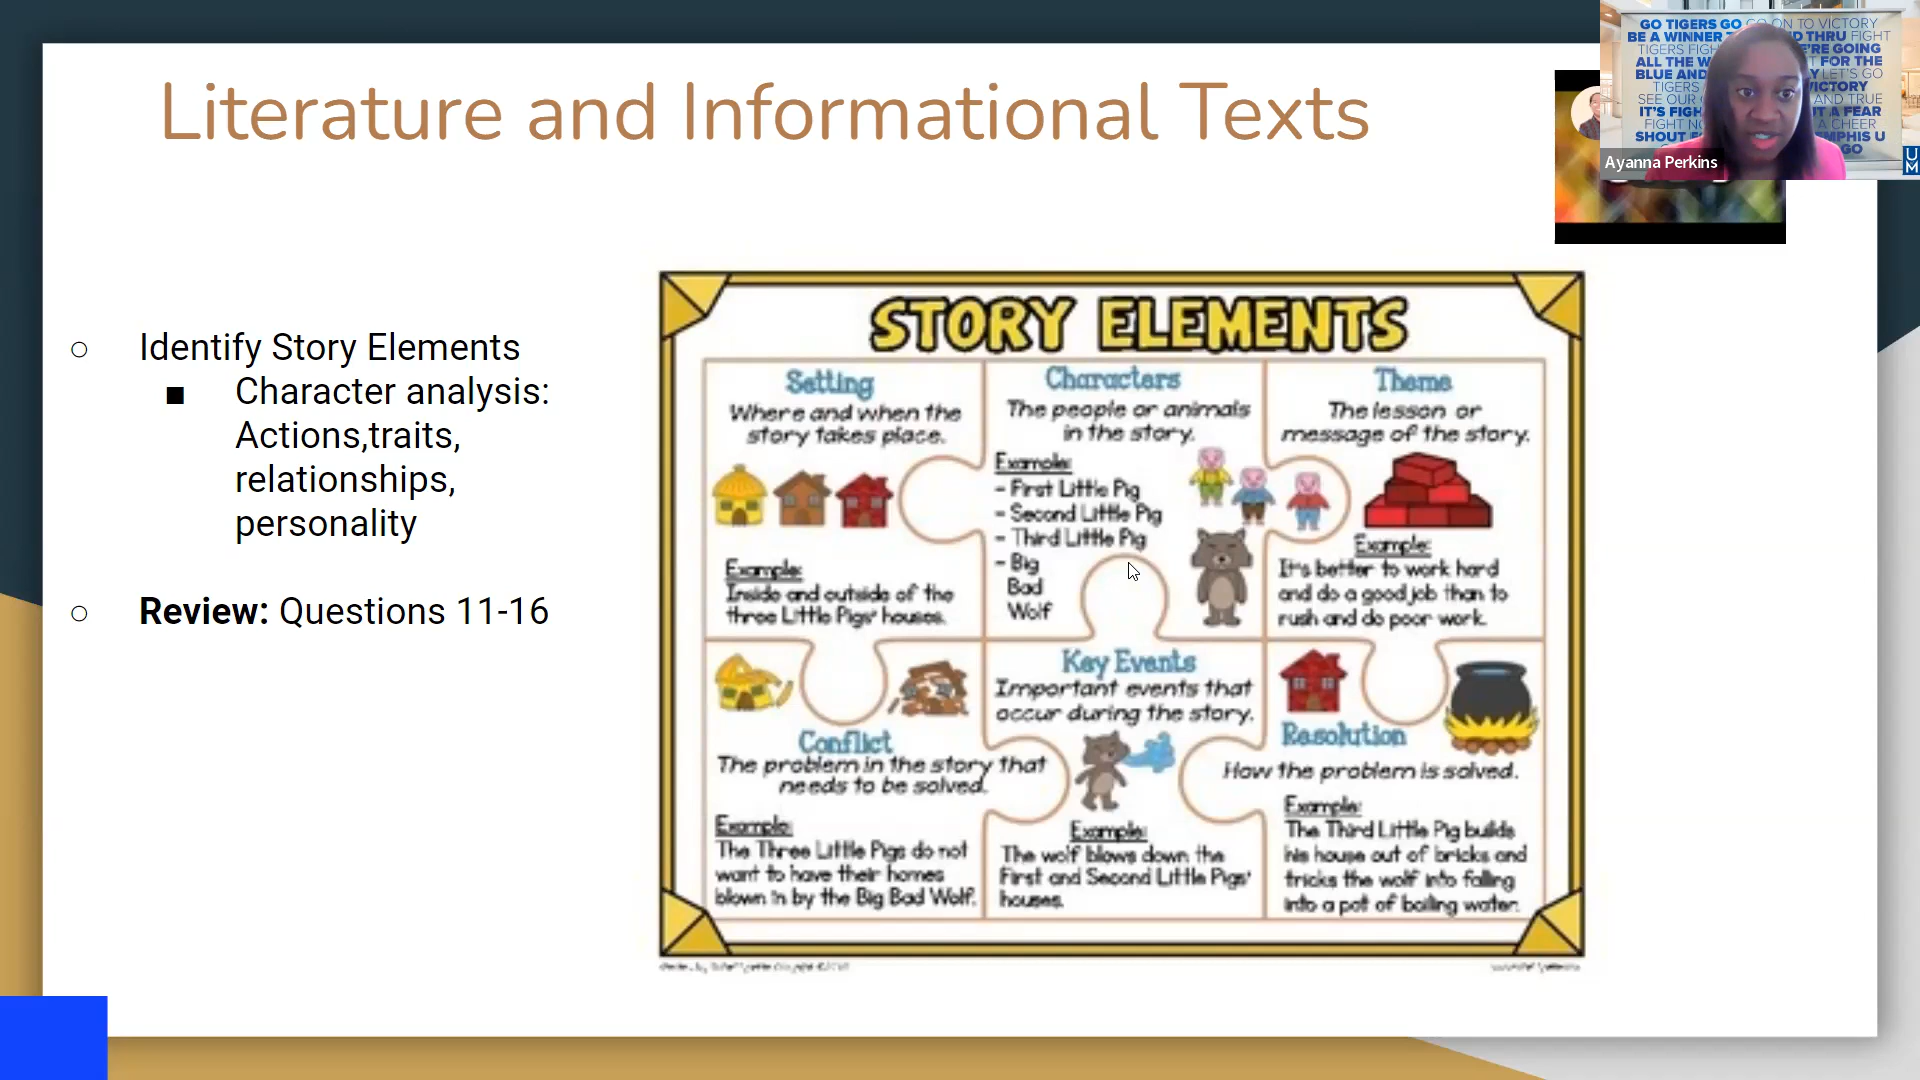 Literature and Informational Texts
GO TIGERS GO GO ON TO VICTORY
BE A WINNER THRU FIGHT
TIGERS WE'RE GOING
ALL THE FOR THE
BLUE AND LET'S GO
TIGERS VICTORY
SEE OUR AND TRUE
IT'S A FEAR
FIGHT A CHEER
SHOUT MEMPHIS U
GO
Ayanna Perkins
UM
○ Identify Story Elements
■ Character analysis:
Actions,traits,
relationships,
personality
○ Review: Questions 11-16
STORY ELEMENTS
Setting
Where and when the
story takes place.
Example:
Inside and outside of the
three Little Pigs' houses.
Characters
The people or animals
in the story.
Example:
- First Little Pig
- Second Little Pig
- Third Little Pig
- Big
Bad
Wolf
Theme
The lesson or
message of the story.
Example:
It's better to work hard
and do a good job than to
rush and do poor work.
Conflict
The problem in the story that
needs to be solved.
Example:
The Three Little Pigs do not
want to have their homes
blown in by the Big Bad Wolf.
Key Events
Important events that
occur during the story.
Example:
The wolf blows down the
First and Second Little Pigs'
houses.
Resolution
How the problem is solved.
Example:
The Third Little Pig builds
his house out of bricks and
tricks the wolf into falling
into a pot of boiling water.